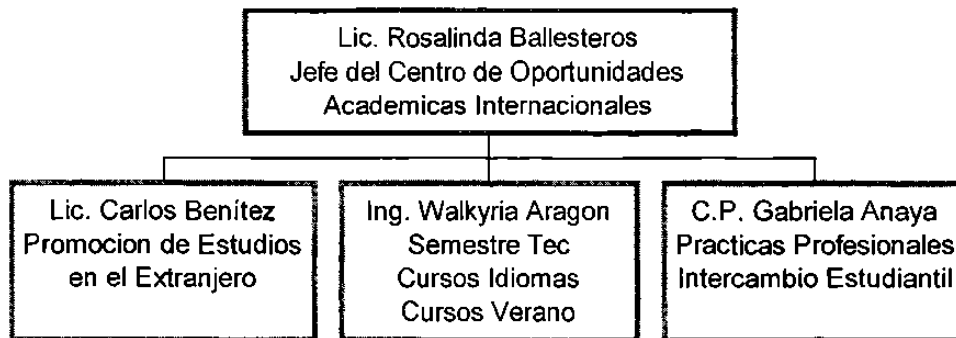 Lic. Rosalinda Ballesteros
Jefe del Centro de Oportunidades
Academicas Internacionales
Lic. Carlos Benítez
Promocion de Estudios
en el Extranjero
Ing. Walkyria Aragon
Semestre Tec
Cursos Idiomas
Cursos Verano
C.P. Gabriela Anaya
Practicas Profesionales
Intercambio Estudiantil